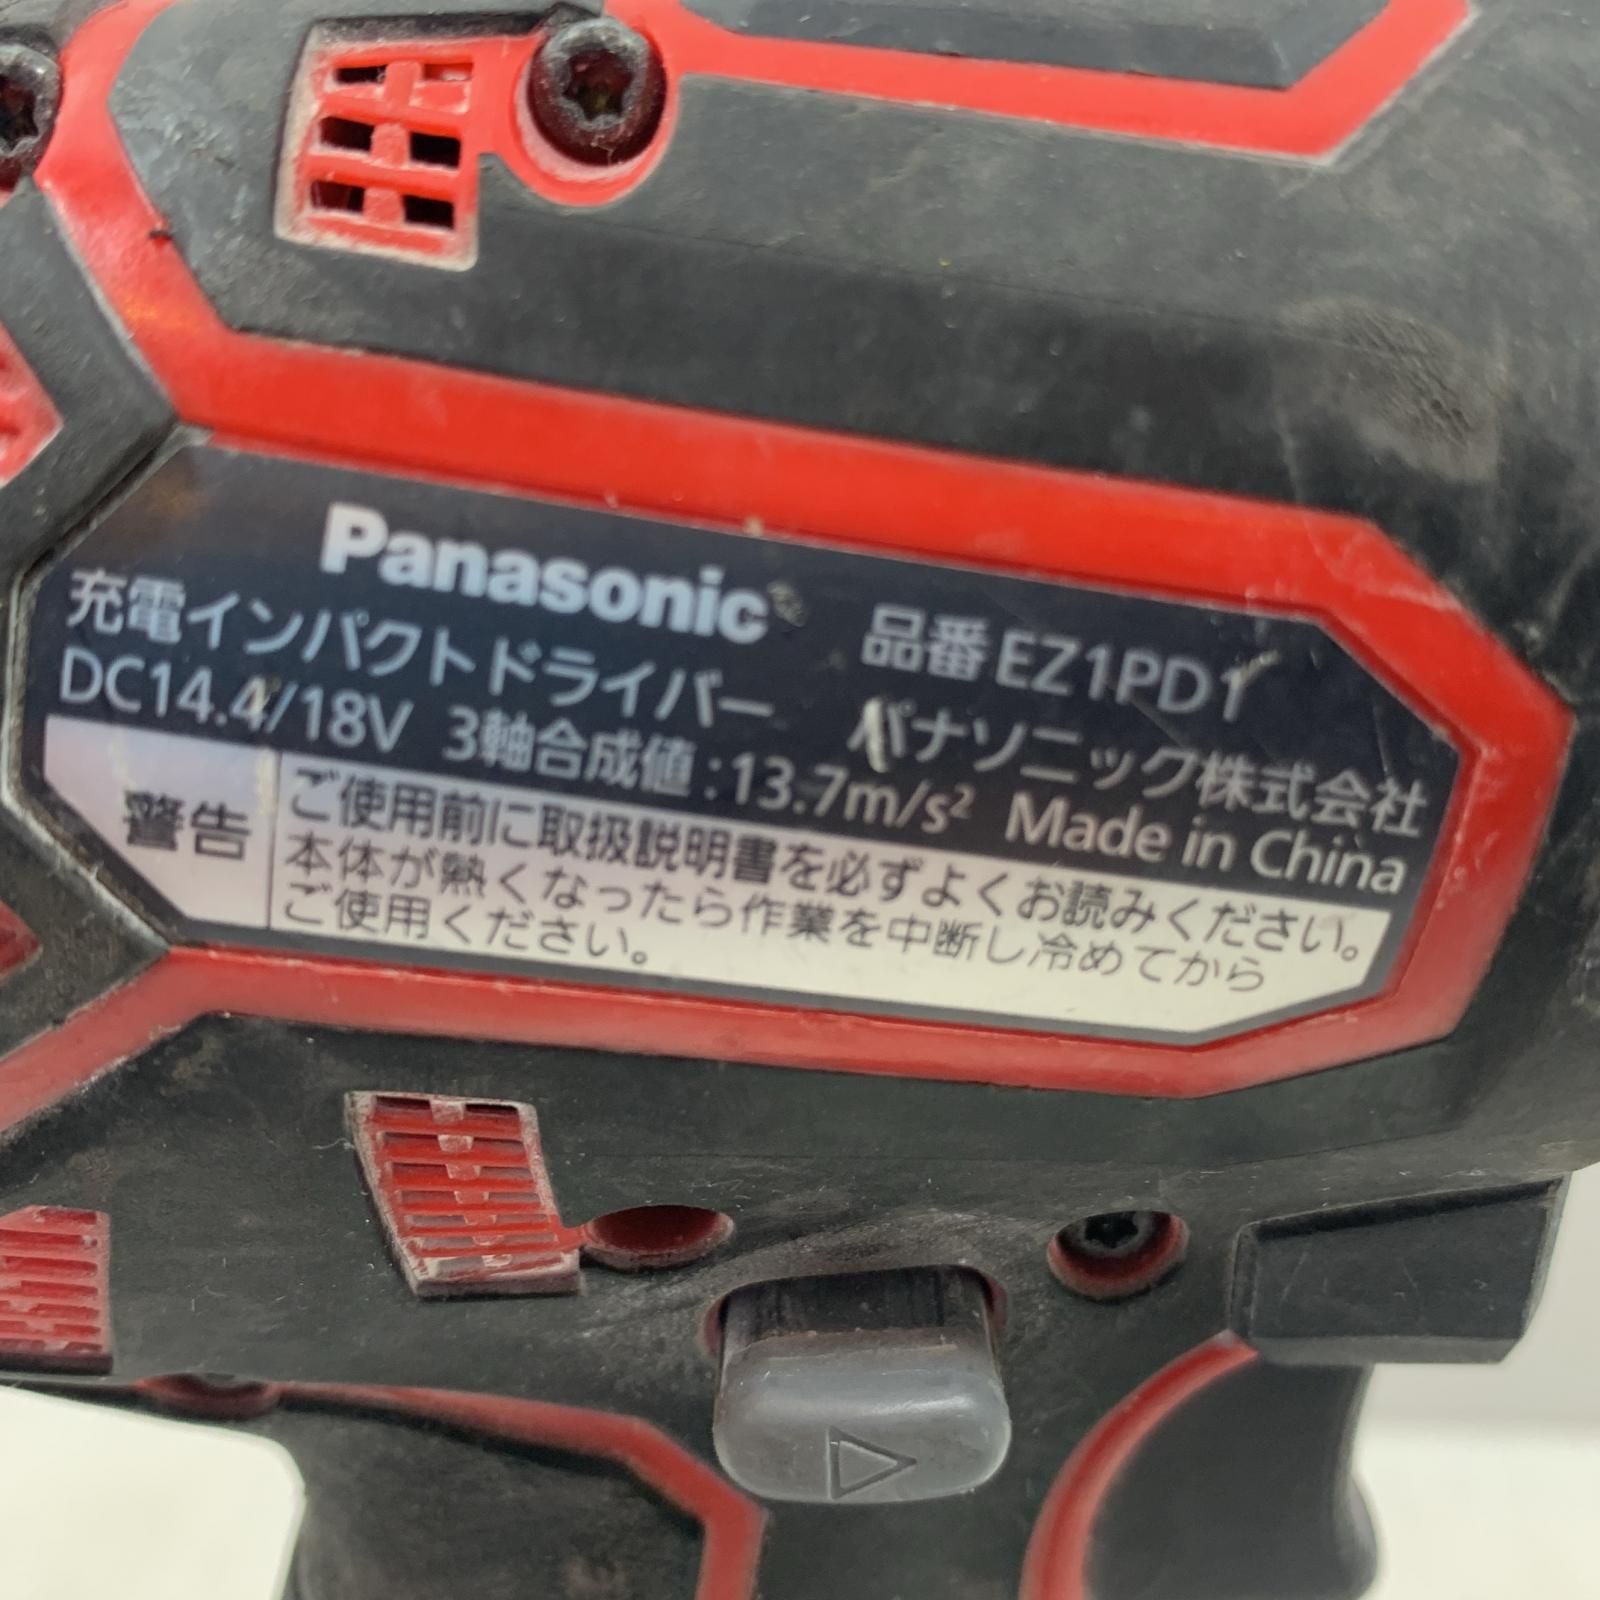 Panasonic
品番 EZ1PD1
充電インパクトドライバー パナソニック株式会社
DC14.4/18V 3軸合成値:13.7m/s² Made in China
警告
ご使用前に取扱説明書を必ずよくお読みください。
本体が熱くなったら作業を中断し冷めてから
ご使用ください。